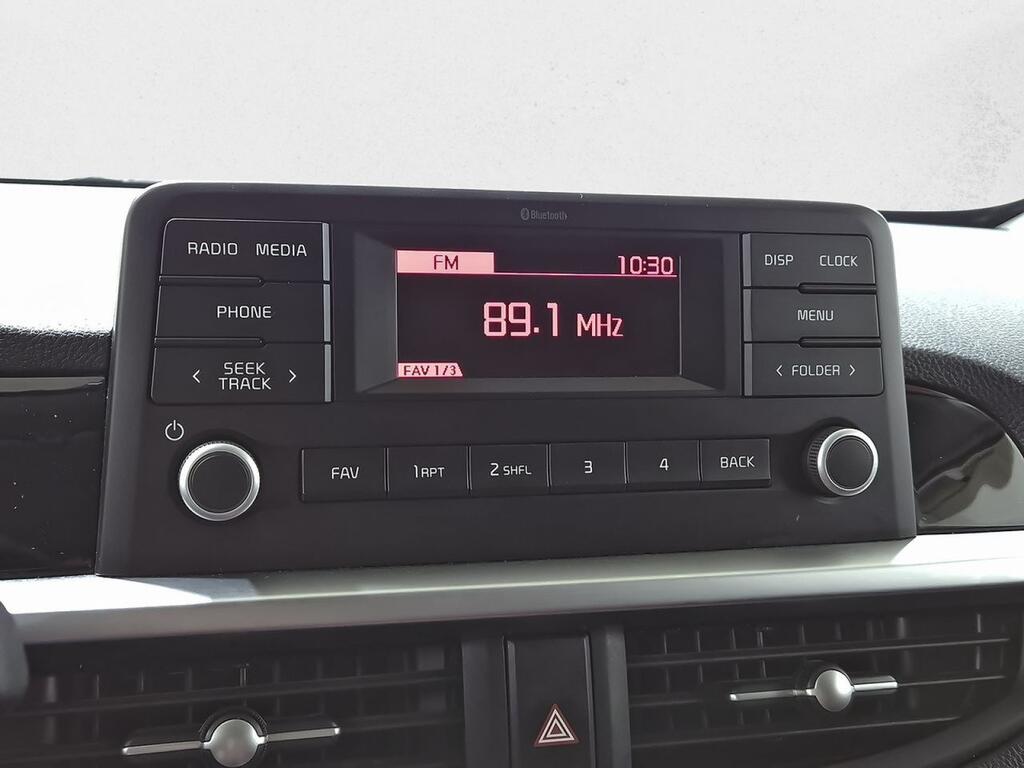 Bluetooth
RADIO MEDIA
PHONE
< SEEK TRACK >
FM 10:30
89.1 MHz
FAV 1/3
DISP CLOCK
MENU
< FOLDER >
FAV 1 RPT 2 SHFL 3 4 BACK